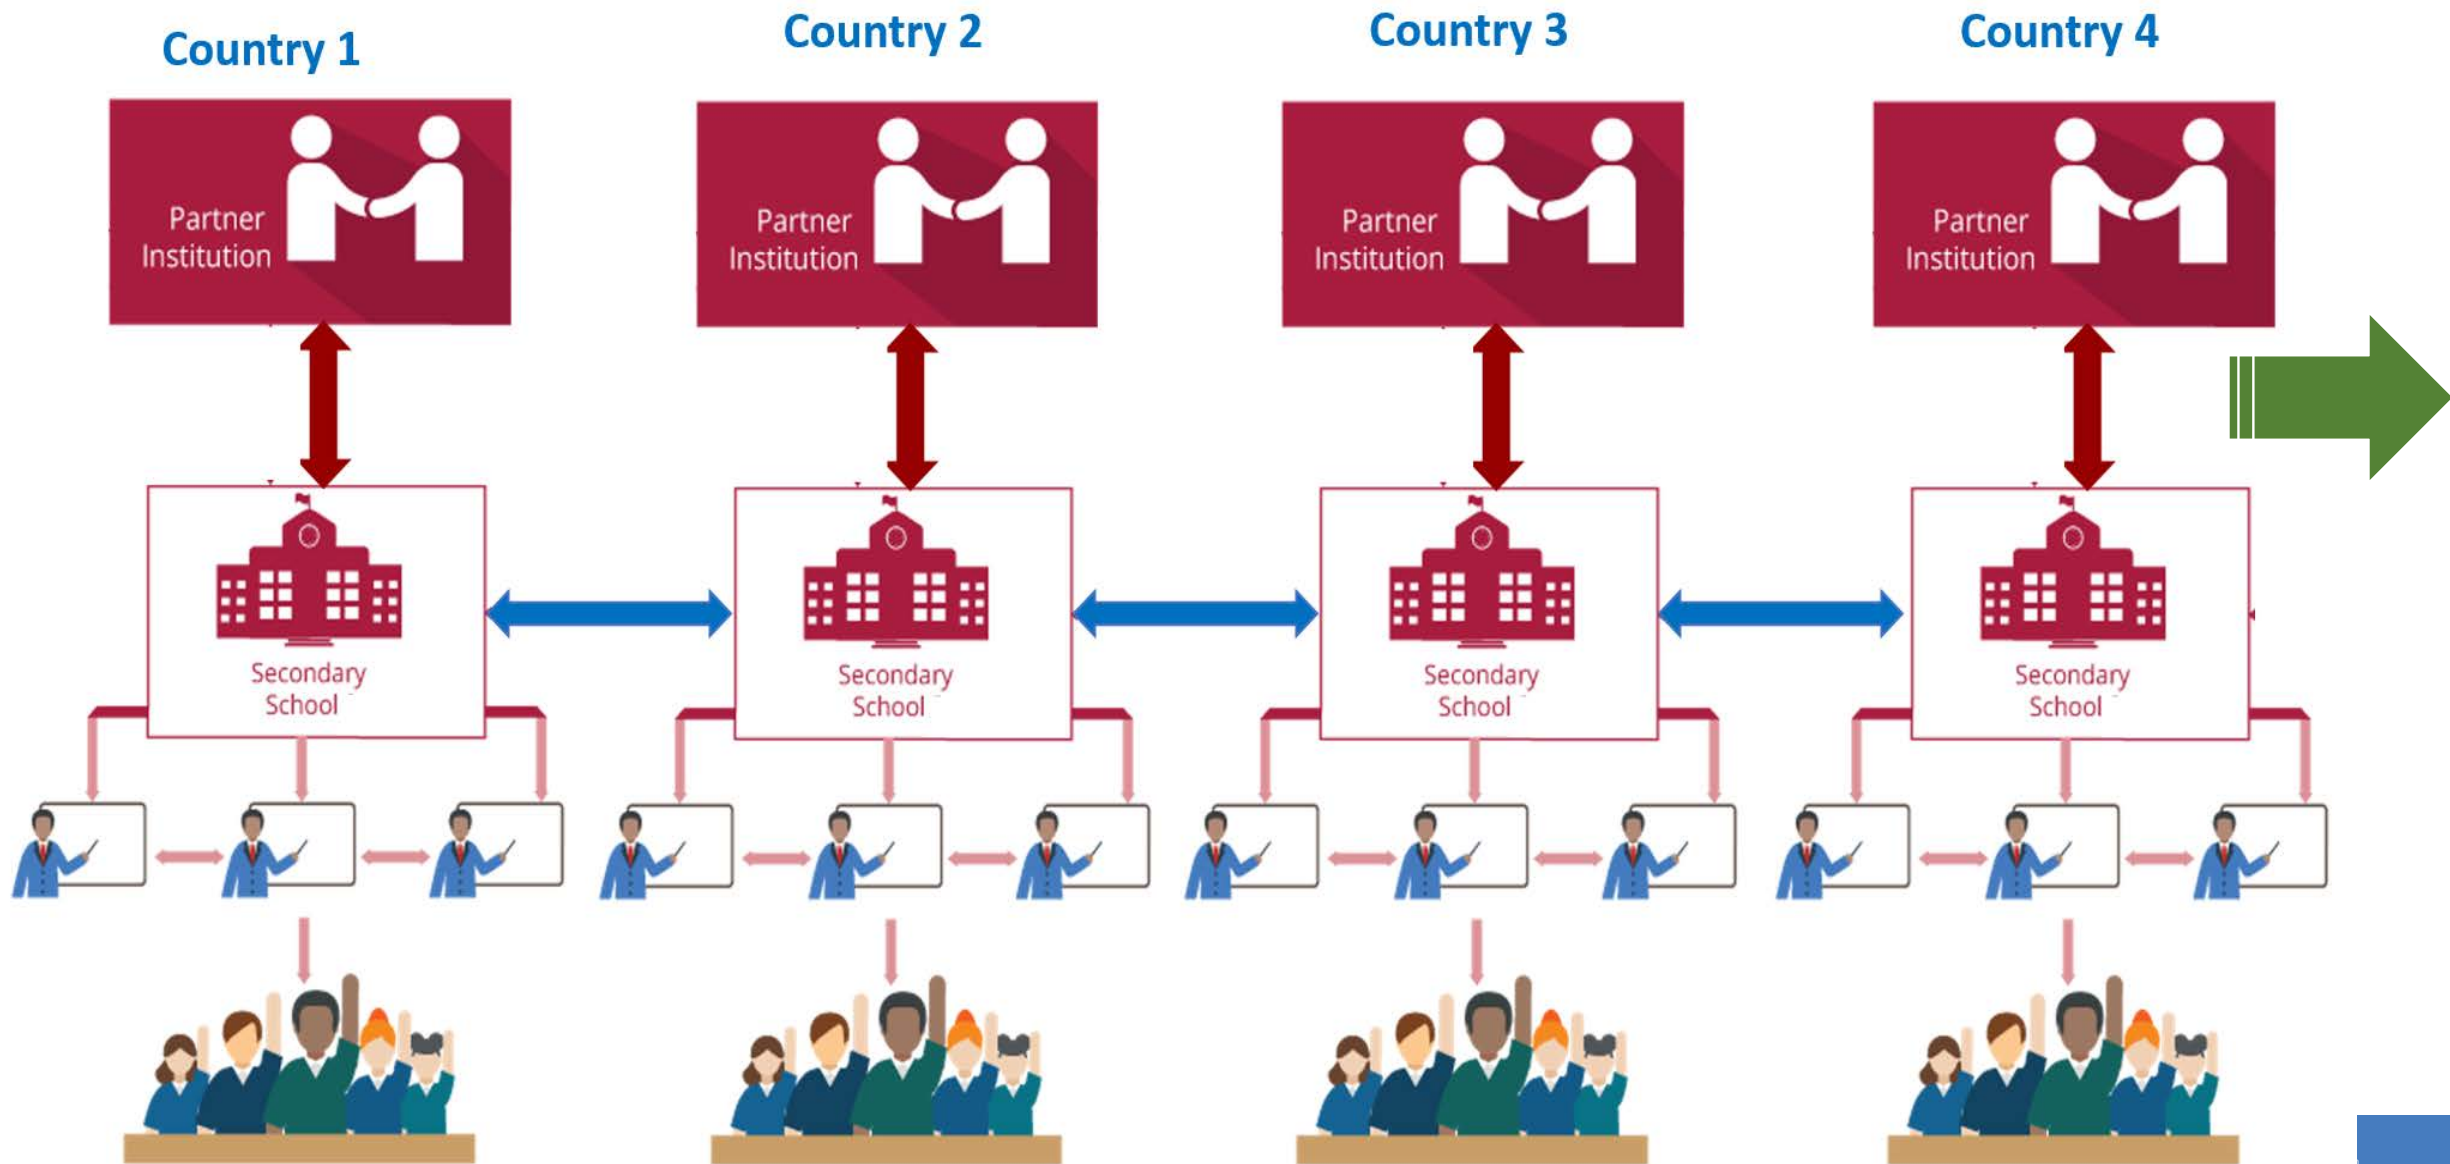 Country 1
Country 2
Country 3
Country 4
Partner
Institution
Partner
Institution
Partner
Institution
Partner
Institution
Secondary
School
Secondary
School
Secondary
School
Secondary
School